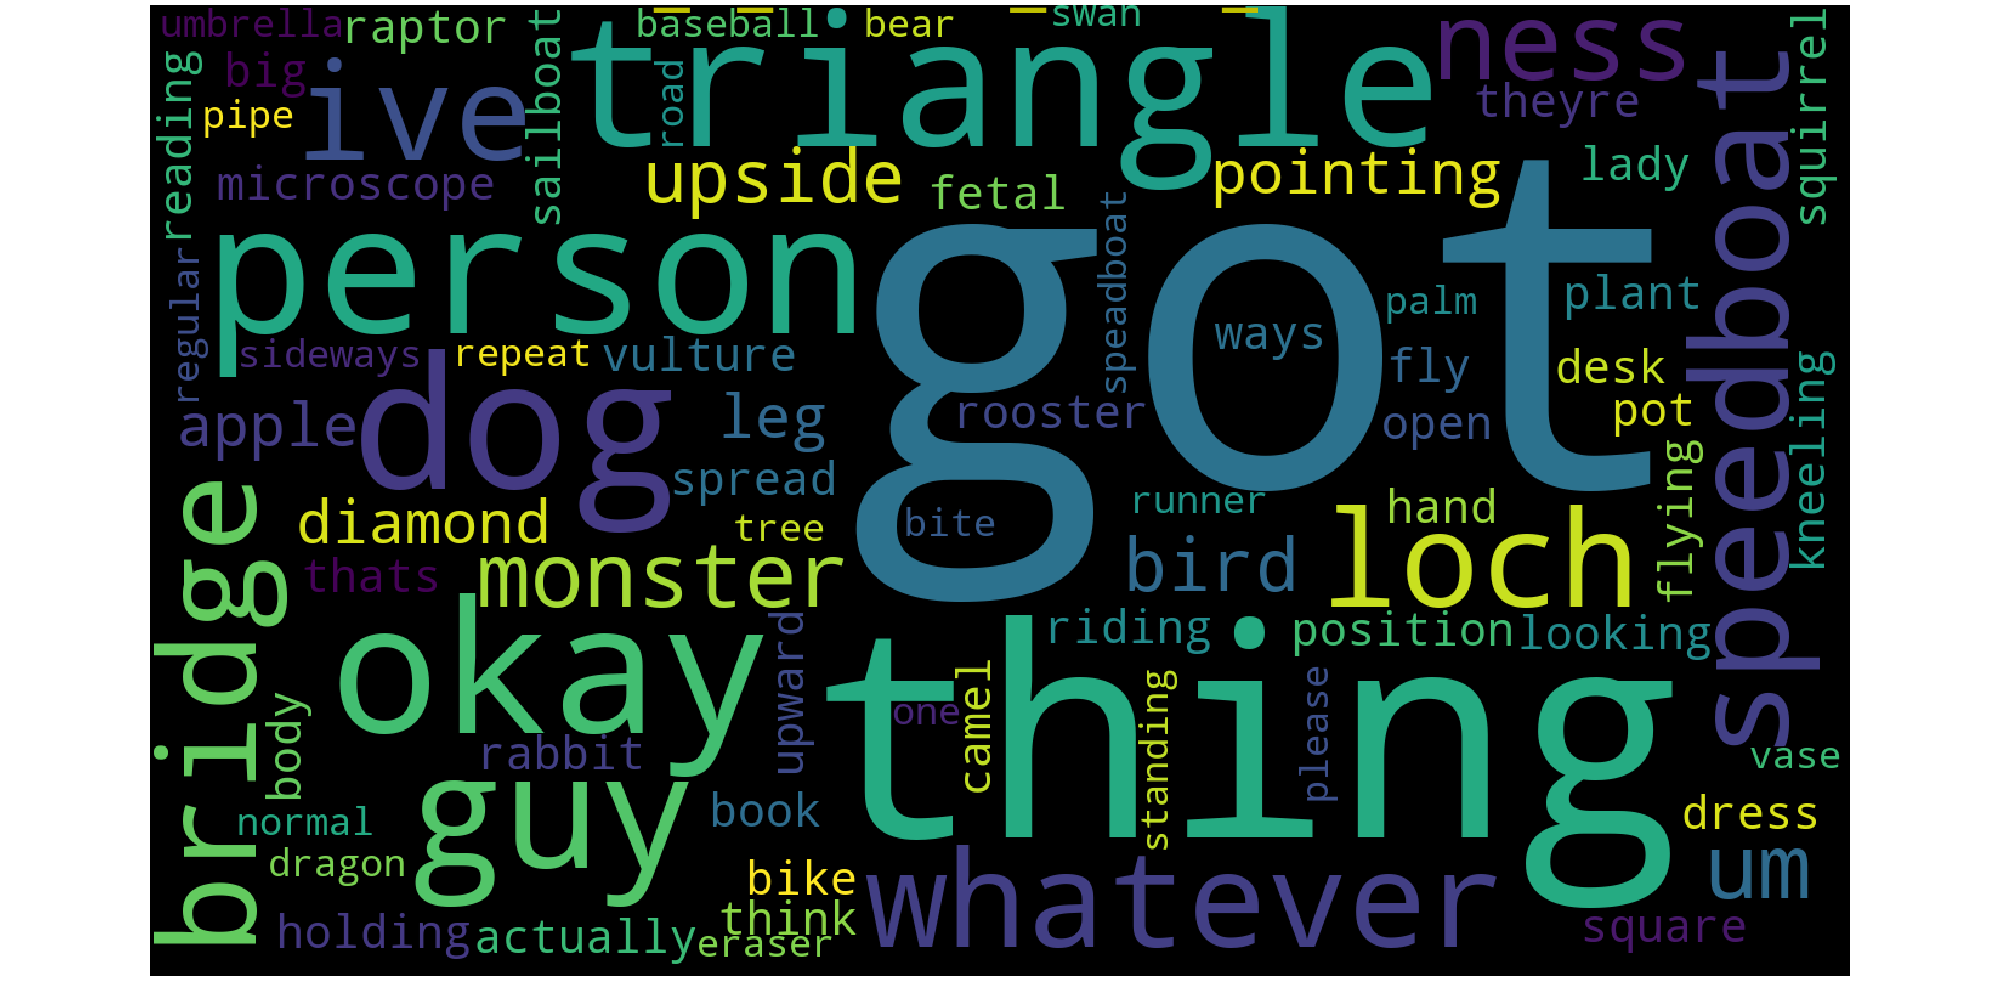 umbrella
raptor
baseball
bear
swan
big
ive
triangle
ness
theyre
pipe
reading
sailboat
road
squirrel
microscope
upside
fetal
pointing
lady
speedboat
person
got
regular
speadboat
ways
palm
plant
sideways
repeat
vulture
fly
desk
apple
dog
leg
rooster
open
pot
kneeling
spread
runner
hand
flying
diamond
tree
bite
bird
loch
thats
monster
bridge
okay
upward
riding
position
looking
thing
one
camel
standing
please
body
rabbit
vase
guy
book
normal
dragon
dress
bike
whatever
um
holding
actually
think
eraser
square